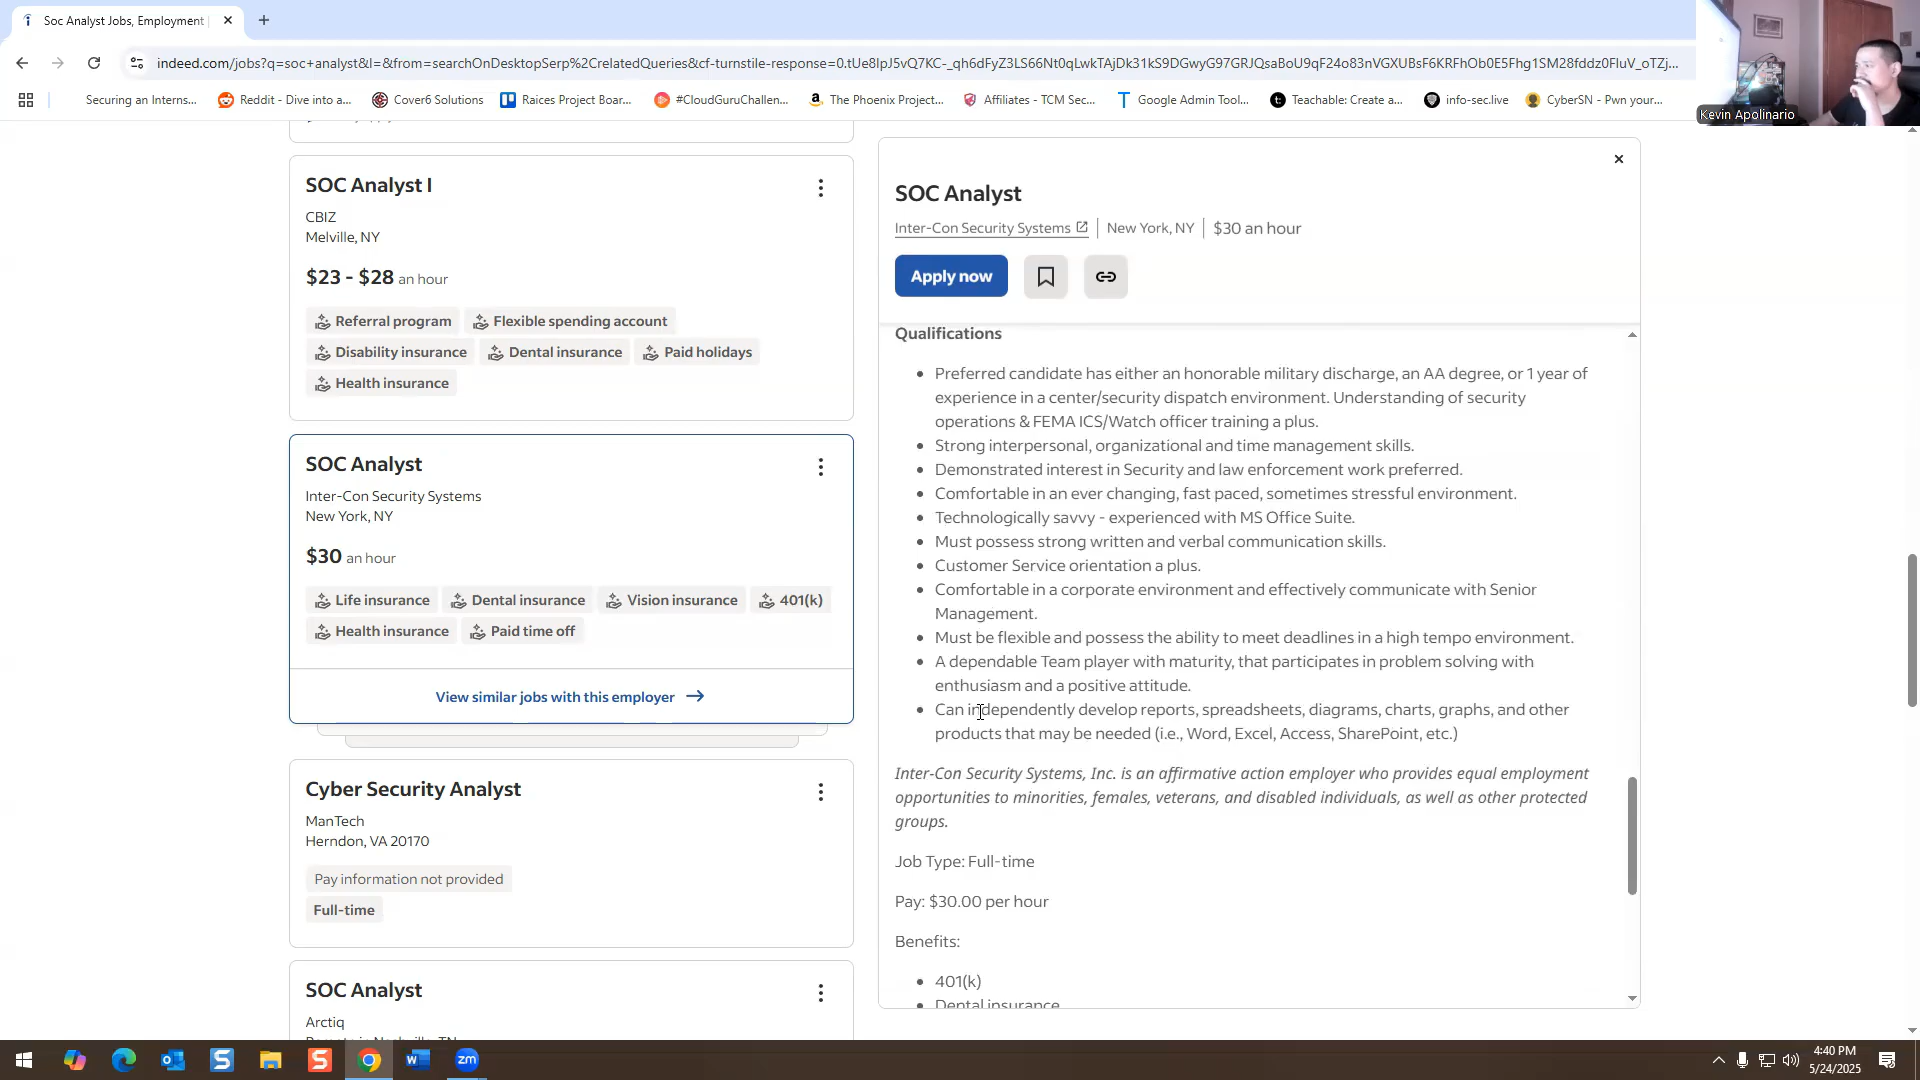 Soc Analyst Jobs, Employment
indeed.com/jobs?q=soc+analyst&l=&from=searchOnDesktopSerp%2CrelatedQueries&cf-turnstile-response=0.tUe8lpJ5vQ7KC-_qh6dFyZ3LS66Nt0qLwkTAjDk31kS9DGwyG97GRJQsaBoU9qF24o83nVGXUBsF6KRFhOb0E5Fhg1SM28fddz0FluV_oTZj...
Securing an Interns...
Reddit - Dive into a...
Cover6 Solutions
Raices Project Boar...
#CloudGuruChallen...
The Phoenix Project...
Affiliates - TCM Sec...
Google Admin Tool...
Teachable: Create a...
info-sec.live
CyberSN - Pwn your...
Kevin Apolinario
SOC Analyst I
CBIZ
Melville, NY
$23 - $28 an hour
Referral program
Flexible spending account
Disability insurance
Dental insurance
Paid holidays
Health insurance
SOC Analyst
Inter-Con Security Systems
New York, NY
$30 an hour
Life insurance
Dental insurance
Vision insurance
401(k)
Health insurance
Paid time off
View similar jobs with this employer
Cyber Security Analyst
ManTech
Herndon, VA 20170
Pay information not provided
Full-time
SOC Analyst
Arctiq
SOC Analyst
Inter-Con Security Systems
New York, NY
$30 an hour
Apply now
Qualifications
• Preferred candidate has either an honorable military discharge, an AA degree, or 1 year of
experience in a center/security dispatch environment. Understanding of security
operations & FEMA ICS/Watch officer training a plus.
• Strong interpersonal, organizational and time management skills.
• Demonstrated interest in Security and law enforcement work preferred.
• Comfortable in an ever changing, fast paced, sometimes stressful environment.
• Technologically savvy - experienced with MS Office Suite.
• Must possess strong written and verbal communication skills.
• Customer Service orientation a plus.
• Comfortable in a corporate environment and effectively communicate with Senior
Management.
• Must be flexible and possess the ability to meet deadlines in a high tempo environment.
• A dependable Team player with maturity, that participates in problem solving with
enthusiasm and a positive attitude.
• Can independently develop reports, spreadsheets, diagrams, charts, graphs, and other
products that may be needed (i.e., Word, Excel, Access, SharePoint, etc.)
Inter-Con Security Systems, Inc. is an affirmative action employer who provides equal employment
opportunities to minorities, females, veterans, and disabled individuals, as well as other protected
groups.
Job Type: Full-time
Pay: $30.00 per hour
Benefits:
• 401(k)
• Dental insurance
4:40 PM
5/24/2025